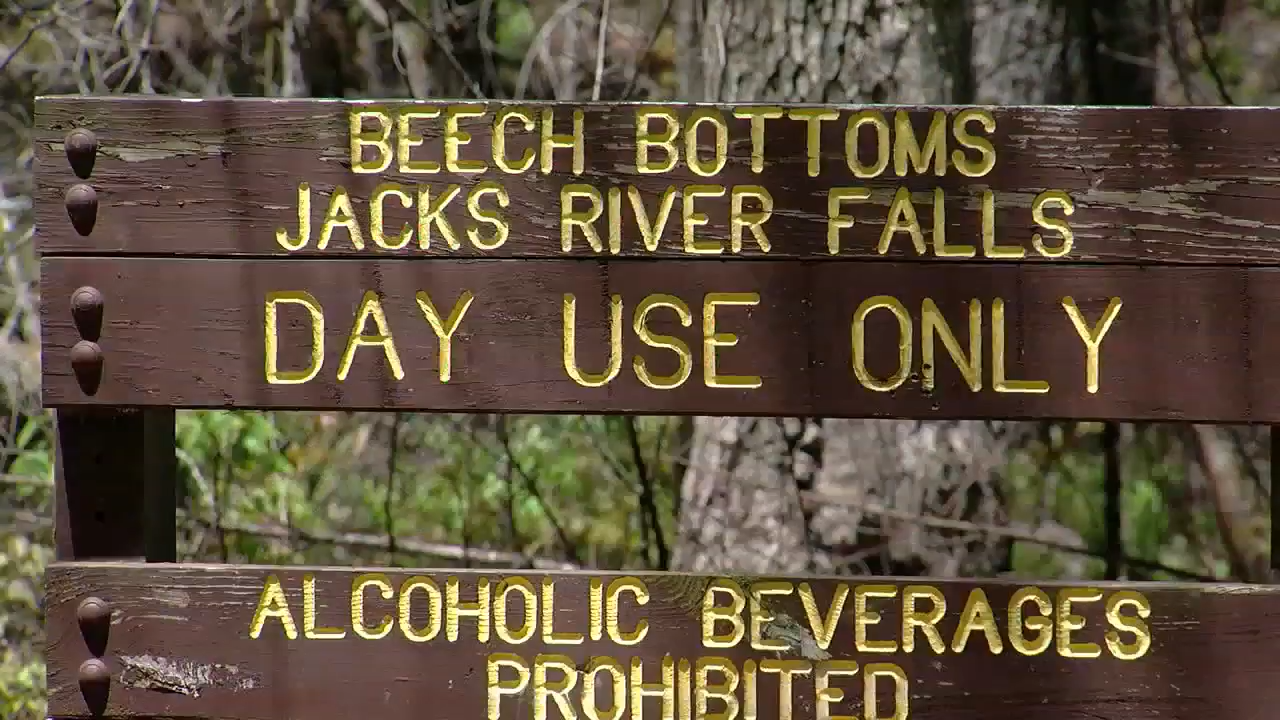 BEECH BOTTOMS
JACKS RIVER FALLS
DAY USE ONLY
ALCOHOLIC BEVERAGES
PROHIBITED